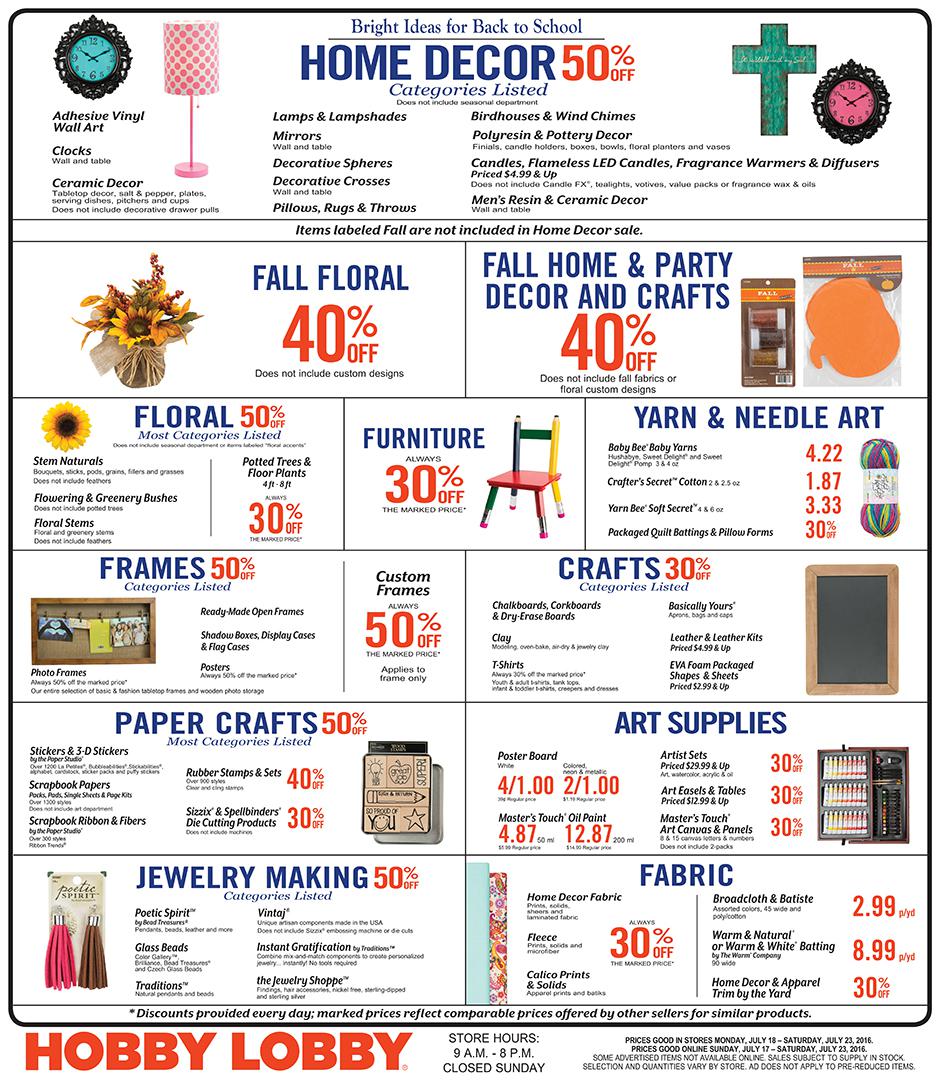 Bright Ideas for Back to School
HOME DECOR 50% OFF
Categories Listed
Does not include seasonal department
Adhesive Vinyl
Wall Art
Clocks
Wall and table
Ceramic Decor
Tabletop decor, salt & pepper, plates,
serving dishes, pitchers and cups
Does not include decorative drawer pulls
Lamps & Lampshades
Mirrors
Wall and table
Decorative Spheres
Decorative Crosses
Wall and table
Pillows, Rugs & Throws
Birdhouses & Wind Chimes
Polyresin & Pottery Decor
Finials, candle holders, boxes, bowls, floral planters and vases
Candles, Flameless LED Candles, Fragrance Warmers & Diffusers
Priced $4.99 & Up
Does not include Candle FX®, tealights, votives, value packs or fragrance wax & oils
Men's Resin & Ceramic Decor
Wall and table
Items labeled Fall are not included in Home Decor sale.
FALL FLORAL
40% OFF
Does not include custom designs
FALL HOME & PARTY
DECOR AND CRAFTS
40% OFF
Does not include fall fabrics or
floral custom designs
FALL
FALL
FLORAL 50% OFF
Most Categories Listed
Does not include seasonal department or items labeled "floral accents"
Stem Naturals
Bouquets, sticks, pods, grains, fillers and grasses
Does not include feathers
Flowering & Greenery Bushes
Does not include potted trees
Floral Stems
Floral and greenery stems
Does not include feathers
Potted Trees &
Floor Plants
4 ft - 8 ft
ALWAYS
30% OFF
THE MARKED PRICE*
FURNITURE
ALWAYS
30% OFF
THE MARKED PRICE*
YARN & NEEDLE ART
Baby Bee® Baby Yarns
Hushabye, Sweet Delight® and Sweet
Delight® Pomp 3 & 4 oz
4.22
Crafter's Secret™ Cotton 2 & 2.5 oz
1.87
Yarn Bee® Soft Secret™ 4 & 6 oz
3.33
Packaged Quilt Battings & Pillow Forms
30% OFF
FRAMES 50% OFF
Categories Listed
Ready-Made Open Frames
Shadow Boxes, Display Cases
& Flag Cases
Posters
Always 50% off the marked price*
Photo Frames
Always 50% off the marked price*
Our entire selection of basic & fashion tabletop frames and wooden photo storage
Custom
Frames
ALWAYS
50% OFF
THE MARKED PRICE*
Applies to
frame only
CRAFTS 30% OFF
Categories Listed
Chalkboards, Corkboards
& Dry-Erase Boards
Clay
Modeling, oven-bake, air-dry & jewelry clay
T-Shirts
Always 30% off the marked price*
Youth & adult t-shirts, tank tops,
infant & toddler t-shirts, creepers and dresses
Basically Yours®
Aprons, bags and caps
Leather & Leather Kits
Priced $4.99 & Up
EVA Foam Packaged
Shapes & Sheets
Priced $2.99 & Up
PAPER CRAFTS 50% OFF
Most Categories Listed
Stickers & 3-D Stickers
by the Paper Studio®
Over 1200 La Petites®, Bubbleabilities®, Stickabilities®,
alphabet, cardstock, sticker packs and puffy stickers
Scrapbook Papers
Packs, Pads, Single Sheets & Page Kits
Over 1300 styles
Does not include art department
Scrapbook Ribbon & Fibers
by the Paper Studio®
Over 300 styles
Ribbon Trends®
Rubber Stamps & Sets
Over 900 styles
Clear and cling stamps
40% OFF
Sizzix® & Spellbinders®
Die Cutting Products
Does not include machines
30% OFF
WOOD STAMPS
great JOB!
SUPER!
SIGN & RETURN
SO PROUD OF YOU
ART SUPPLIES
Poster Board
White
4/1.00
39¢ Regular price
Colored,
neon & metallic
2/1.00
$1.19 Regular price
Master's Touch® Oil Paint
4.87 50 ml
$5.99 Regular price
12.87 200 ml
$14.99 Regular price
Artist Sets
Priced $29.99 & Up
Art, watercolor, acrylic & oil
30% OFF
Art Easels & Tables
Priced $12.99 & Up
30% OFF
Master's Touch®
Art Canvas & Panels
8 & 15 canvas letters & numbers
Does not include 2-packs
30% OFF
JEWELRY MAKING 50% OFF
Categories Listed
poetic SPIRIT
Poetic Spirit™
by Bead Treasures®
Pendants, beads, leather and more
Glass Beads
Color Gallery™,
Brilliance, Bead Treasures®
and Czech Glass Beads
Traditions™
Natural pendants and beads
Vintaj®
Unique artisan components made in the USA
Does not include Sizzix® embossing machine or die cuts
Instant Gratification by Traditions™
Combine mix-and-match components to create personalized
jewelry... instantly! No tools required
the Jewelry Shoppe™
Findings, hair accessories, nickel free, sterling-dipped
and sterling silver
FABRIC
Home Decor Fabric
Prints, solids,
sheers and
laminated fabric
Fleece
Prints, solids and
microfiber
Calico Prints
& Solids
Apparel prints and batiks
ALWAYS
30% OFF
THE MARKED PRICE*
Broadcloth & Batiste
Assorted colors, 45 wide and
poly/cotton
2.99 p/yd
Warm & Natural®
or Warm & White® Batting
by The Warm® Company
90 wide
8.99 p/yd
Home Decor & Apparel
Trim by the Yard
30% OFF
* Discounts provided every day; marked prices reflect comparable prices offered by other sellers for similar products.
HOBBY LOBBY®
STORE HOURS:
9 A.M. - 8 P.M.
CLOSED SUNDAY
PRICES GOOD IN STORES MONDAY, JULY 18 – SATURDAY, JULY 23, 2016.
PRICES GOOD ONLINE SUNDAY, JULY 17 – SATURDAY, JULY 23, 2016.
SOME ADVERTISED ITEMS NOT AVAILABLE ONLINE. SALES SUBJECT TO SUPPLY IN STOCK.
SELECTION AND QUANTITIES VARY BY STORE. AD DOES NOT APPLY TO PRE-REDUCED ITEMS.